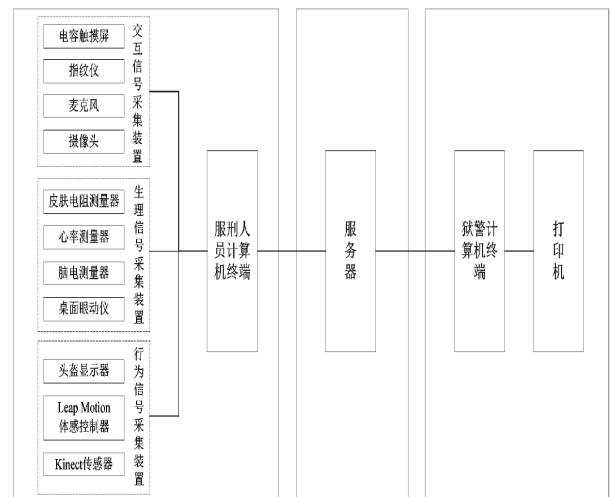 电容触摸屏
指纹仪
麦克风
摄像头
交互信号采集装置
皮肤电阻测量器
心率测量器
脑电测量器
桌面眼动仪
生理信号采集装置
头盔显示器
Leap Motion
体感控制器
Kinect传感器
行为信号采集装置
服刑人
员计算
机终端
服务器
狱警计
算机终
端
打印机